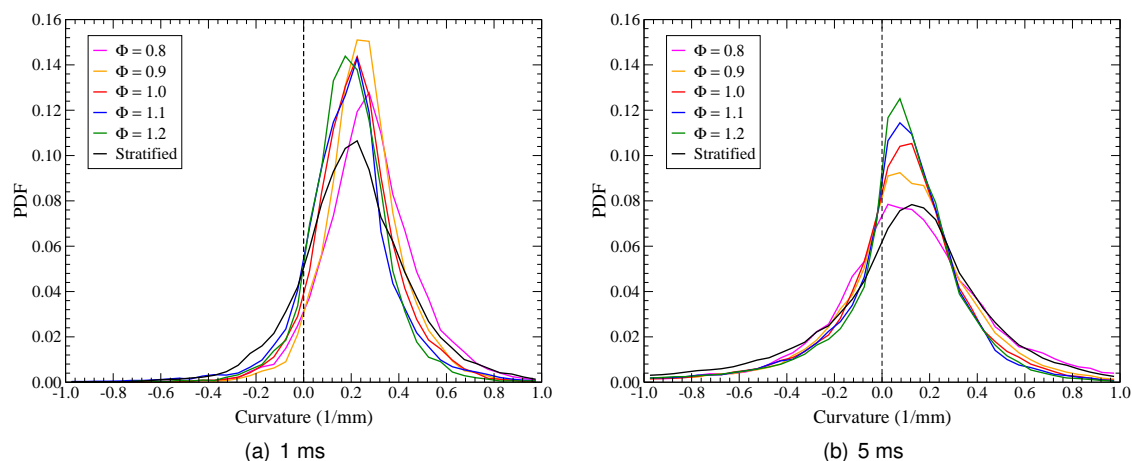 0.16
0.14
0.12
0.10
0.08
0.06
0.04
0.02
0.00
PDF
Φ = 0.8
Φ = 0.9
Φ = 1.0
Φ = 1.1
Φ = 1.2
Stratified
-1.0 -0.8 -0.6 -0.4 -0.2 0.0 0.2 0.4 0.6 0.8 1.0
Curvature (1/mm)
(a) 1 ms
0.16
0.14
0.12
0.10
0.08
0.06
0.04
0.02
0.00
PDF
Φ = 0.8
Φ = 0.9
Φ = 1.0
Φ = 1.1
Φ = 1.2
Stratified
-1.0 -0.8 -0.6 -0.4 -0.2 0.0 0.2 0.4 0.6 0.8 1.0
Curvature (1/mm)
(b) 5 ms